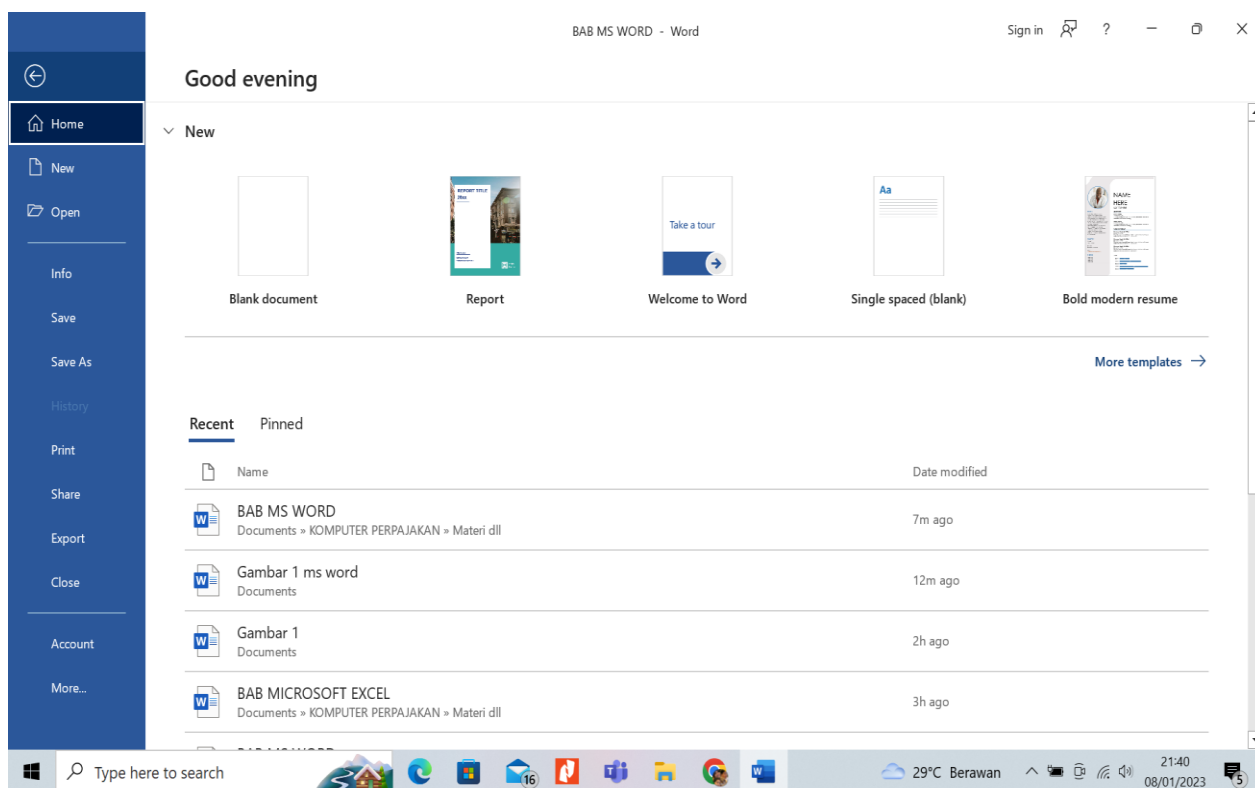 BAB MS WORD - Word
Sign in
?
Good evening
Home
New
Open
Info
Save
Save As
History
Print
Share
Export
Close
Account
More...
New
REPORT TITLE
Take a tour
Aa
NAME
HERE
Blank document
Report
Welcome to Word
Single spaced (blank)
Bold modern resume
More templates
Recent Pinned
Name Date modified
BAB MS WORD
Documents » KOMPUTER PERPAJAKAN » Materi dll
7m ago
Gambar 1 ms word
Documents
12m ago
Gambar 1
Documents
2h ago
BAB MICROSOFT EXCEL
Documents » KOMPUTER PERPAJAKAN » Materi dll
3h ago
Type here to search
16
29°C Berawan
21:40
08/01/2023
5